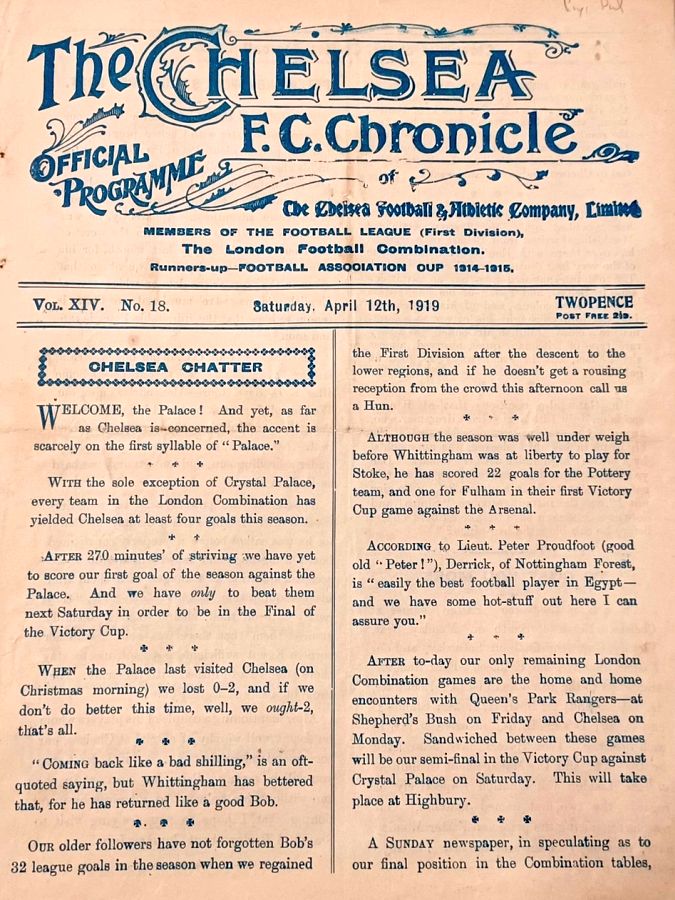 The CHELSEA
F.C. Chronicle
OFFICIAL
PROGRAMME
of
The Chelsea Football & Athletic Company, Limited
MEMBERS OF THE FOOTBALL LEAGUE (First Division),
The London Football Combination.
Runners-up—FOOTBALL ASSOCIATION CUP 1914-1915.
VOL. XIV. No. 18.
Saturday, April 12th, 1919
TWOPENCE
POST FREE 2½D.
CHELSEA CHATTER
WELCOME, the Palace! And yet, as far
as Chelsea is concerned, the accent is
scarcely on the first syllable of "Palace."
WITH the sole exception of Crystal Palace,
every team in the London Combination has
yielded Chelsea at least four goals this season.
AFTER 270 minutes' of striving we have yet
to score our first goal of the season against the
Palace. And we have only to beat them
next Saturday in order to be in the Final of
the Victory Cup.
WHEN the Palace last visited Chelsea (on
Christmas morning) we lost 0-2, and if we
don't do better this time, well, we ought-2,
that's all.
"COMING back like a bad shilling," is an oft-
quoted saying, but Whittingham has bettered
that, for he has returned like a good Bob.
OUR older followers have not forgotten Bob's
32 league goals in the season when we regained
the First Division after the descent to the
lower regions, and if he doesn't get a rousing
reception from the crowd this afternoon call us
a Hun.
ALTHOUGH the season was well under weigh
before Whittingham was at liberty to play for
Stoke, he has scored 22 goals for the Pottery
team, and one for Fulham in their first Victory
Cup game against the Arsenal.
ACCORDING to Lieut. Peter Proudfoot (good
old "Peter!"), Derrick, of Nottingham Forest,
is "easily the best football player in Egypt—
and we have some hot-stuff out here I can
assure you."
AFTER to-day our only remaining London
Combination games are the home and home
encounters with Queen's Park Rangers—at
Shepherd's Bush on Friday and Chelsea on
Monday. Sandwiched between these games
will be our semi-final in the Victory Cup against
Crystal Palace on Saturday. This will take
place at Highbury.
A SUNDAY newspaper, in speculating as to
our final position in the Combination tables,